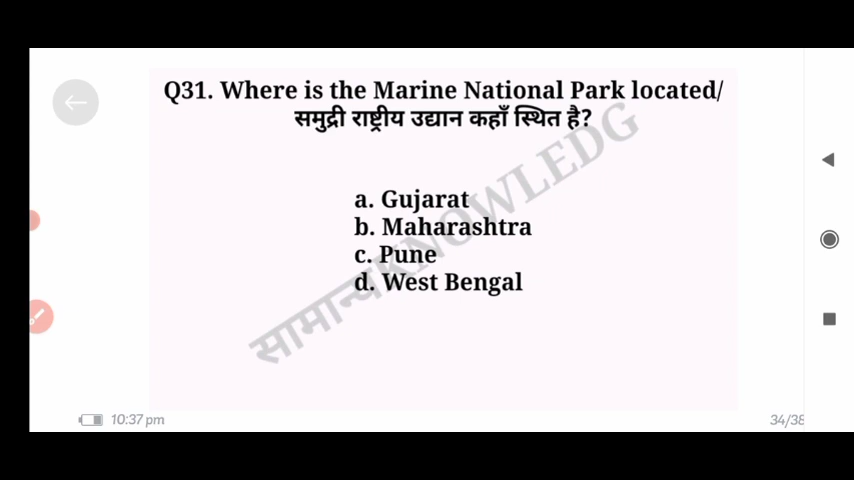 Q31. Where is the Marine National Park located/
समुद्री राष्ट्रीय उद्यान कहाँ स्थित है?
a. Gujarat
b. Maharashtra
c. Pune
d. West Bengal
सामान्यKNOWLEDG
10:37 pm
34/38